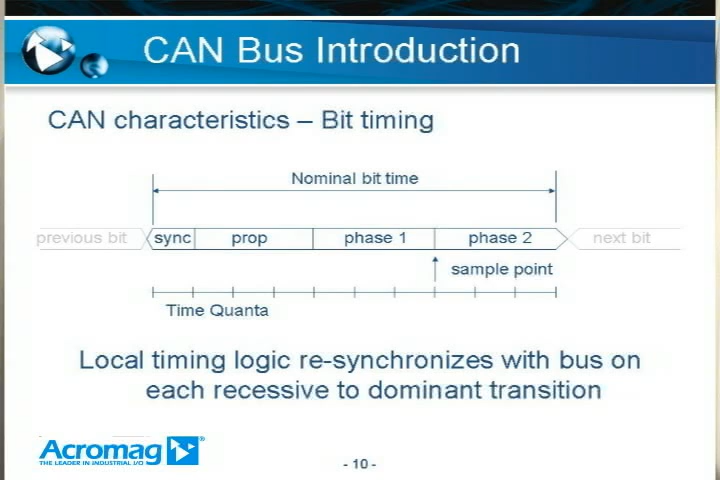 CAN Bus Introduction
CAN characteristics – Bit timing
Nominal bit time
previous bit sync prop phase 1 phase 2 next bit
sample point
Time Quanta
Local timing logic re-synchronizes with bus on
each recessive to dominant transition
Acromag®
THE LEADER IN INDUSTRIAL I/O
- 10 -